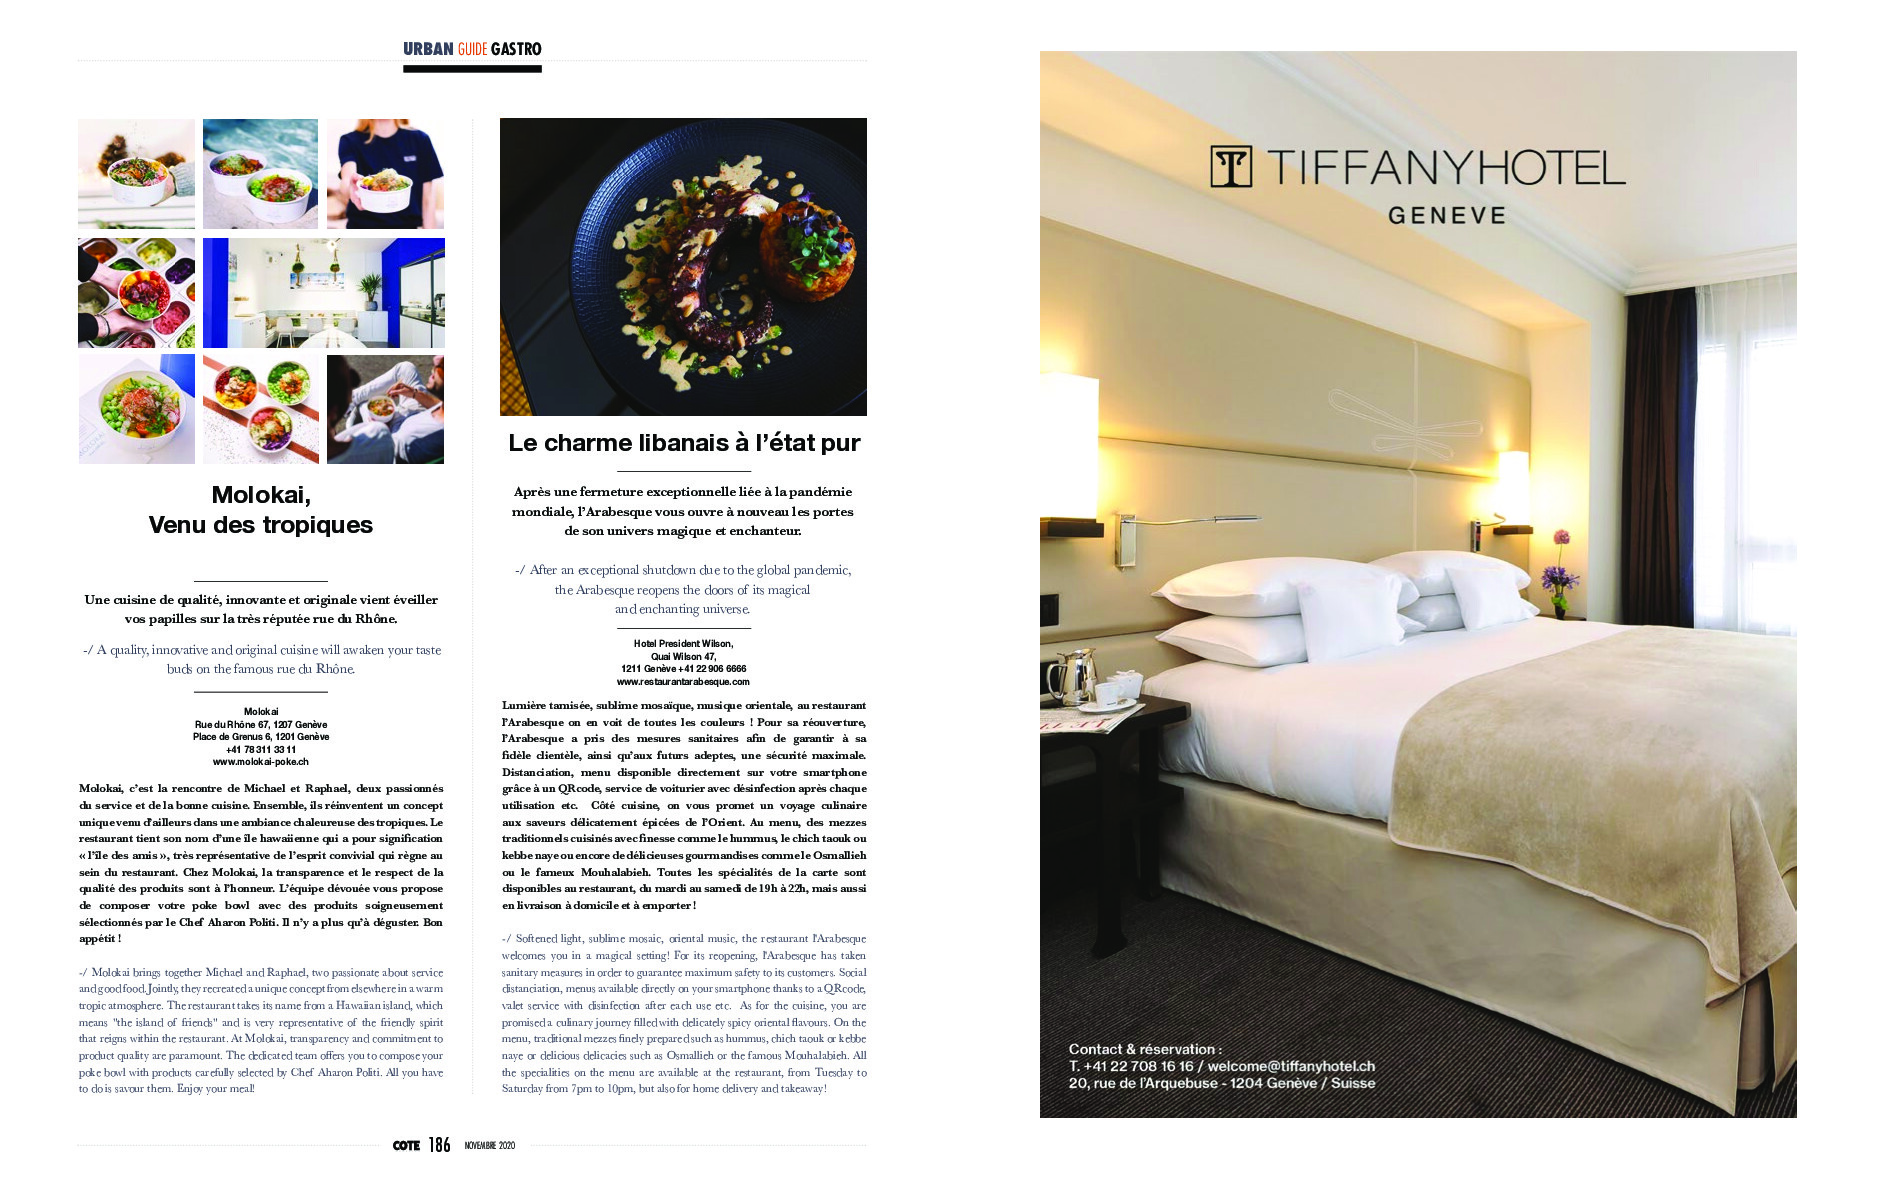 URBAN GUIDE GASTRO
Molokai,
Venu des tropiques
Une cuisine de qualité, innovante et originale vient éveiller
vos papilles sur la très réputée rue du Rhône.
-/ A quality, innovative and original cuisine will awaken your taste
buds on the famous rue du Rhône.
Molokai
Rue du Rhône 67, 1207 Genève
Place de Grenus 6, 1201 Genève
+41 78 311 33 11
www.molokai-poke.ch
Molokai, c'est la rencontre de Michael et Raphael, deux passionnés
du service et de la bonne cuisine. Ensemble, ils réinventent un concept
unique venu d'ailleurs dans une ambiance chaleureuse des tropiques. Le
restaurant tient son nom d'une île hawaiienne qui a pour signification
« l'île des amis », très représentative de l'esprit convivial qui règne au
sein du restaurant. Chez Molokai, la transparence et le respect de la
qualité des produits sont à l'honneur. L'équipe dévouée vous propose
de composer votre poke bowl avec des produits soigneusement
sélectionnés par le Chef Aharon Politi. Il n'y a plus qu'à déguster. Bon
appétit !
-/ Molokai brings together Michael and Raphael, two passionate about service
and good food. Jointly, they recreated a unique concept from elsewhere in a warm
tropic atmosphere. The restaurant takes its name from a Hawaiian island, which
means "the island of friends" and is very representative of the friendly spirit
that reigns within the restaurant. At Molokai, transparency and commitment to
product quality are paramount. The dedicated team offers you to compose your
poke bowl with products carefully selected by Chef Aharon Politi. All you have
to do is savour them. Enjoy your meal!
Le charme libanais à l'état pur
Après une fermeture exceptionnelle liée à la pandémie
mondiale, l'Arabesque vous ouvre à nouveau les portes
de son univers magique et enchanteur.
-/ After an exceptional shutdown due to the global pandemic,
the Arabesque reopens the doors of its magical
and enchanting universe.
Hotel President Wilson,
Quai Wilson 47,
1211 Genève +41 22 906 6666
www.restaurantarabesque.com
Lumière tamisée, sublime mosaïque, musique orientale, au restaurant
l'Arabesque on en voit de toutes les couleurs ! Pour sa réouverture,
l'Arabesque a pris des mesures sanitaires afin de garantir à sa
fidèle clientèle, ainsi qu'aux futurs adeptes, une sécurité maximale.
Distanciation, menu disponible directement sur votre smartphone
grâce à un QRcode, service de voiturier avec désinfection après chaque
utilisation etc. Côté cuisine, on vous promet un voyage culinaire
aux saveurs délicatement épicées de l'Orient. Au menu, des mezzes
traditionnels cuisinés avec finesse comme le hummus, le chich taouk ou
kebbe naye ou encore de délicieuses gourmandises comme le Osmallieh
ou le fameux Mouhalabieh. Toutes les spécialités de la carte sont
disponibles au restaurant, du mardi au samedi de 19h à 22h, mais aussi
en livraison à domicile et à emporter !
-/ Softened light, sublime mosaic, oriental music, the restaurant l'Arabesque
welcomes you in a magical setting! For its reopening, l'Arabesque has taken
sanitary measures in order to guarantee maximum safety to its customers. Social
distanciation, menus available directly on your smartphone thanks to a QRcode,
valet service with disinfection after each use etc. As for the cuisine, you are
promised a culinary journey filled with delicately spicy oriental flavours. On the
menu, traditional mezzes finely prepared such as hummus, chich taouk or kebbe
naye or delicious delicacies such as Osmallieh or the famous Mouhalabieh. All
the specialities on the menu are available at the restaurant, from Tuesday to
Saturday from 7pm to 10pm, but also for home delivery and takeaway!
COTE 186 NOVEMBRE 2020
T TIFFANYHOTEL
GENEVE
Contact & réservation :
T. +41 22 708 16 16 / welcome@tiffanyhotel.ch
20, rue de l'Arquebuse - 1204 Genève / Suisse